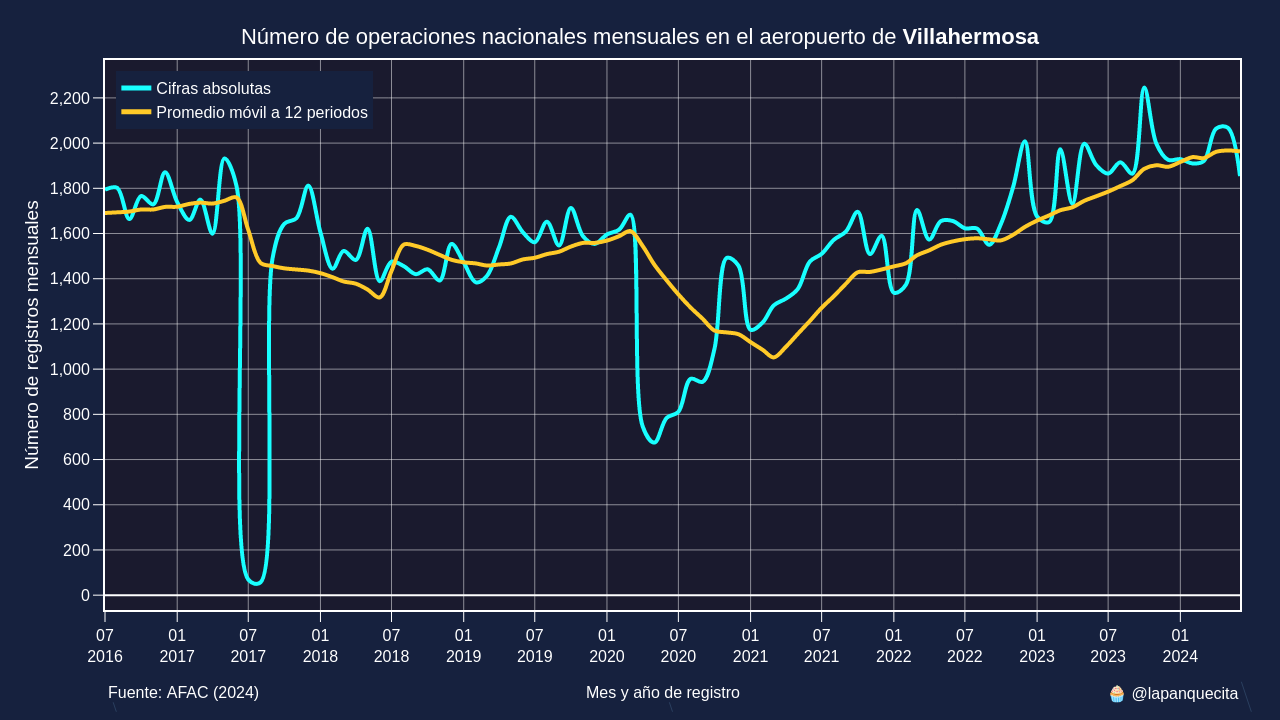 Número de operaciones nacionales mensuales en el aeropuerto de Villahermosa
Cifras absolutas
Promedio móvil a 12 periodos
Número de registros mensuales
2,200
2,000
1,800
1,600
1,400
1,200
1,000
800
600
400
200
0
07 01 07 01 07 01 07 01 07 01 07 01 07 01 07 01
2016 2017 2017 2018 2018 2019 2019 2020 2020 2021 2021 2022 2022 2023 2023 2024
Fuente: AFAC (2024) Mes y año de registro 🧁 @lapanquecita